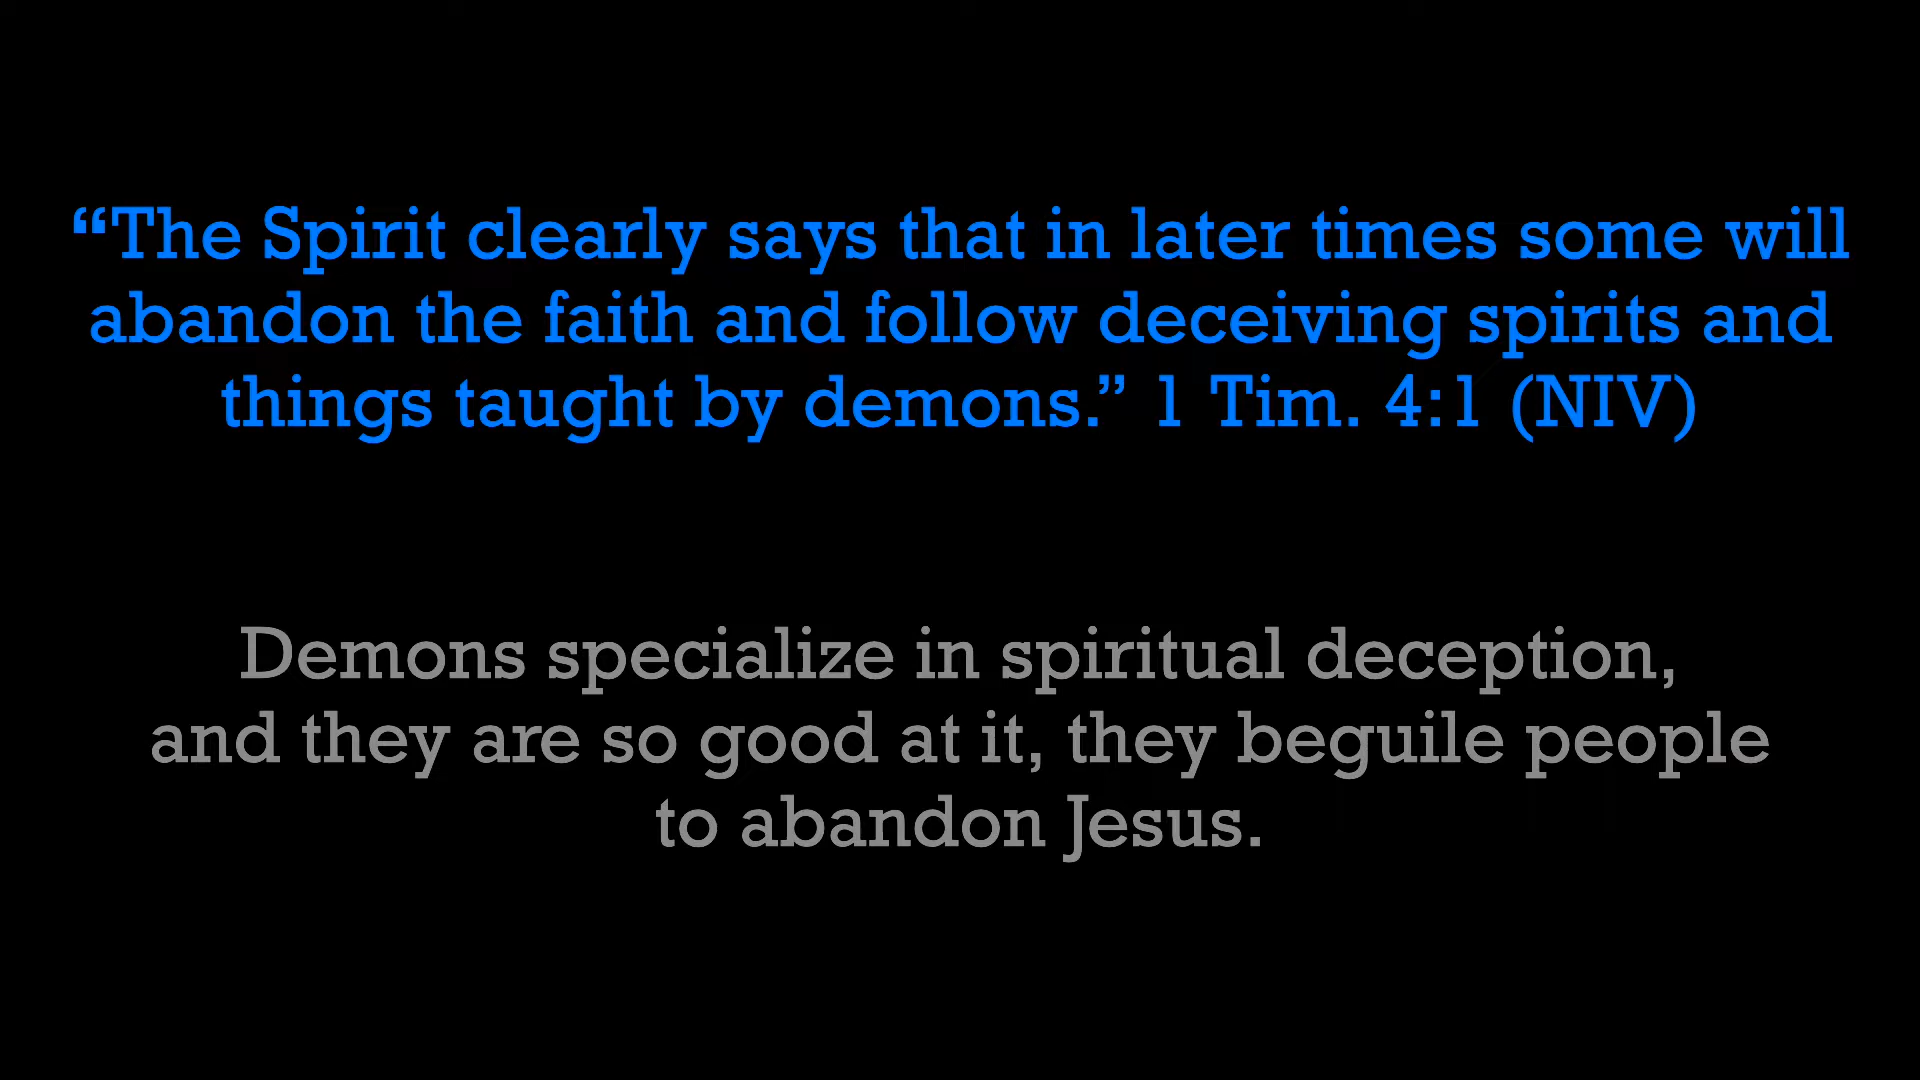 “The Spirit clearly says that in later times some will
abandon the faith and follow deceiving spirits and
things taught by demons.” 1 Tim. 4:1 (NIV)
Demons specialize in spiritual deception,
and they are so good at it, they beguile people
to abandon Jesus.